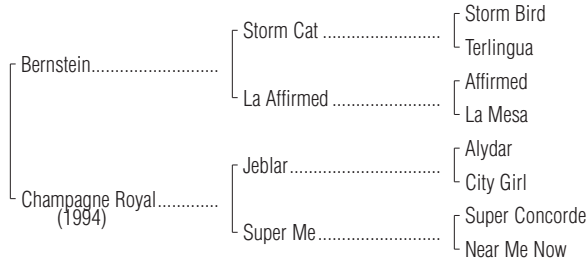 Storm Bird
Storm Cat ........................
Terlingua
Bernstein..........................
Affirmed
La Affirmed ......................
La Mesa
Alydar
Jeblar...............................
City Girl
Champagne Royal............
(1994)
Super Concorde
Super Me.........................
Near Me Now